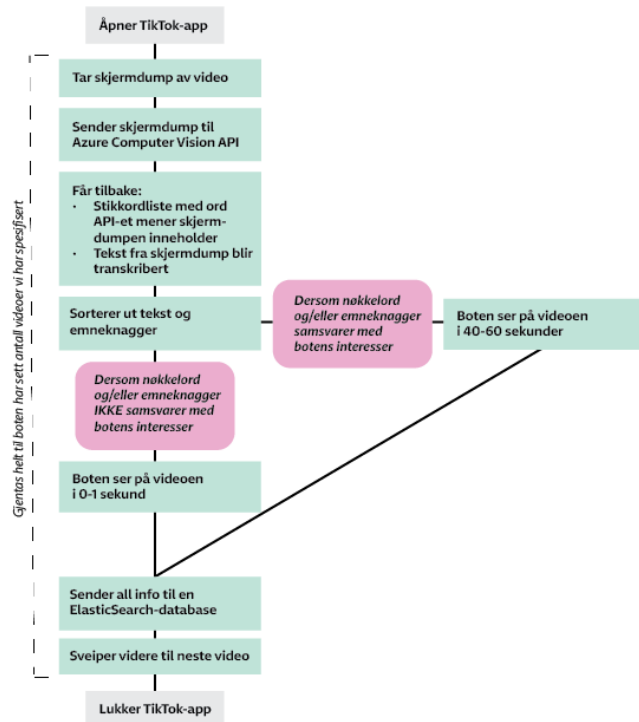 Åpner TikTok-app
Tar skjermdump av video
Sender skjermdump til
Azure Computer Vision API
Får tilbake:
• Stikkordliste med ord
API-et mener skjerm-
dumpen inneholder
• Tekst fra skjermdump blir
transkribert
Sorterer ut tekst og
emneknagger
Dersom nøkkelord
og/eller emneknagger
samsvarer med
botens interesser
Boten ser på videoen
i 40-60 sekunder
Dersom nøkkelord
og/eller emneknagger
IKKE samsvarer med
botens interesser
Boten ser på videoen
i 0-1 sekund
Sender all info til en
ElasticSearch-database
Sveiper videre til neste video
Lukker TikTok-app
Gjentas helt til boten har sett antall videoer vi har spesifisert